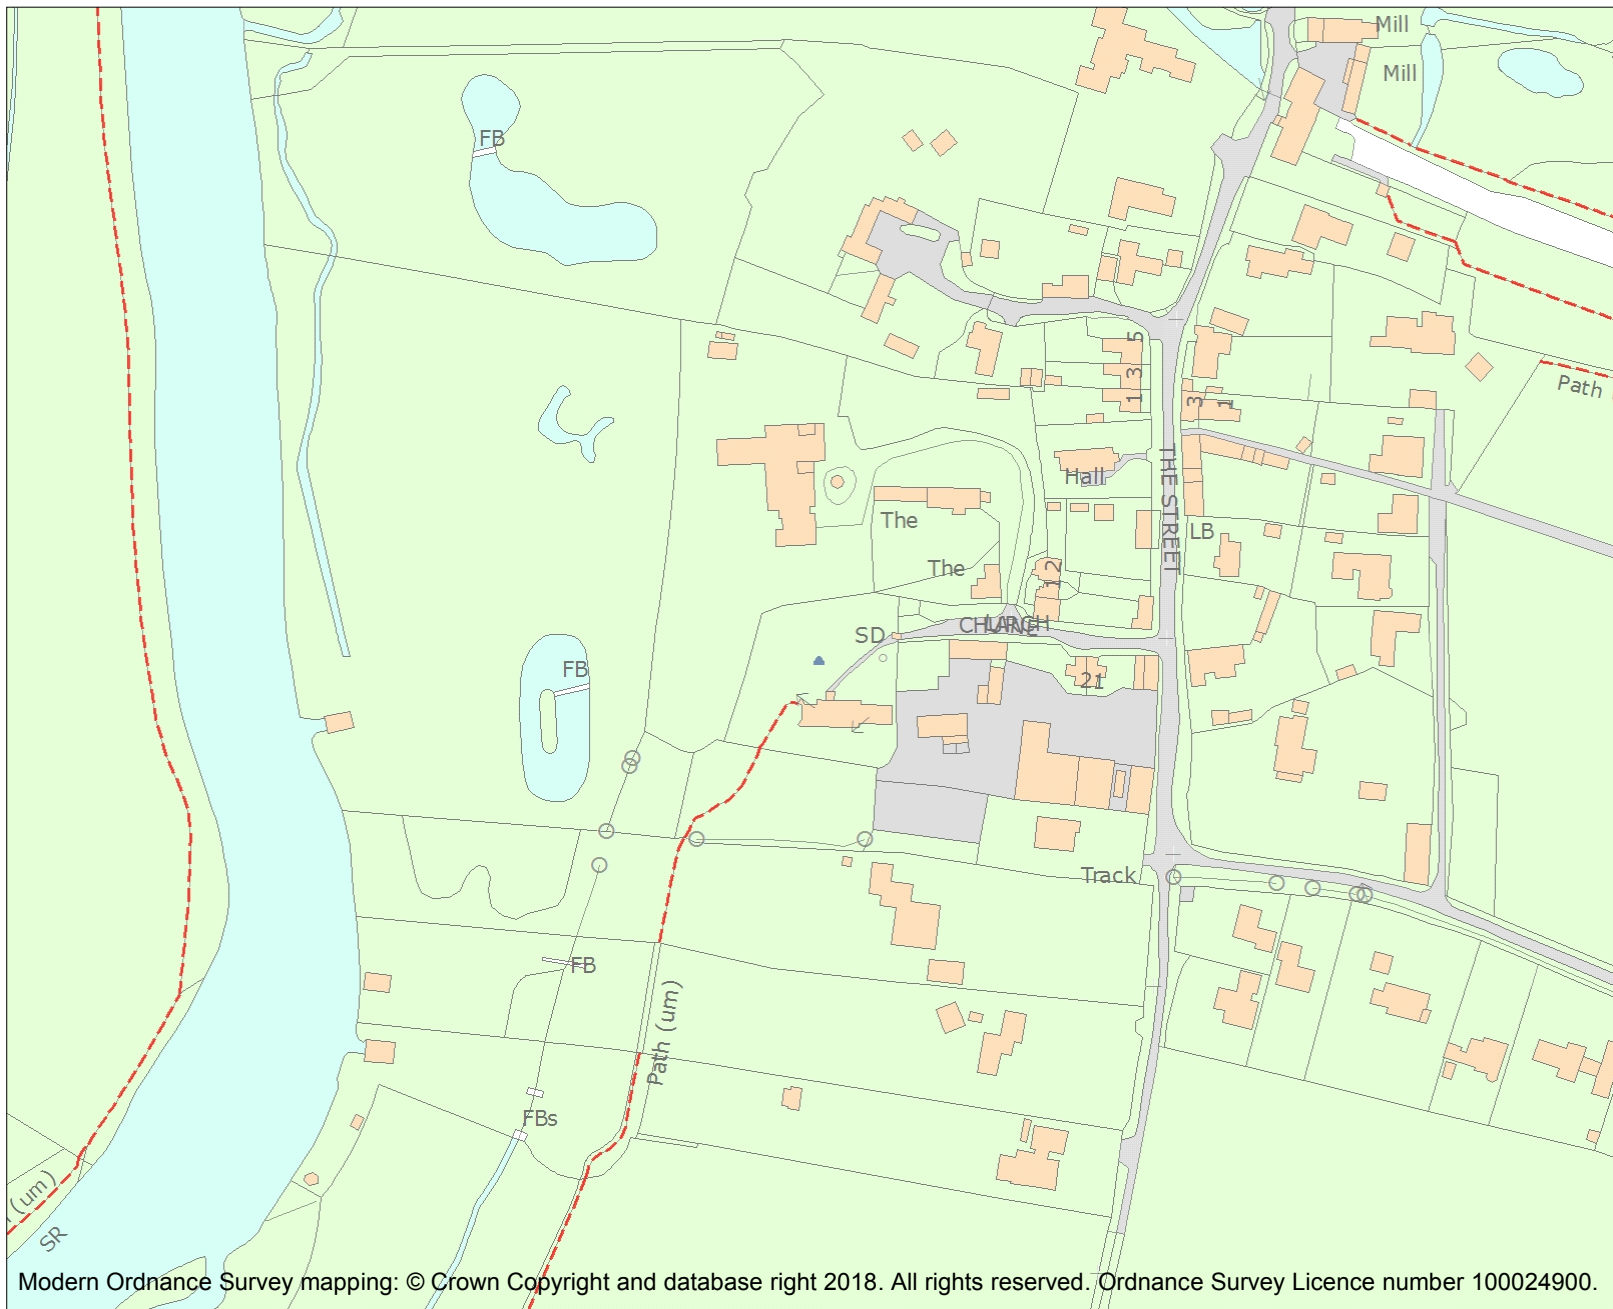 Mill
Mill
FB
5
3
1
3
1
Path
THE STREET
Hall
The
LB
The
12
CHURCH
LANE
SD
FB
21
Track
FB
Path (um)
FBs
(um)
SR
Modern Ordnance Survey mapping: © Crown Copyright and database right 2018. All rights reserved. Ordnance Survey Licence number 100024900.